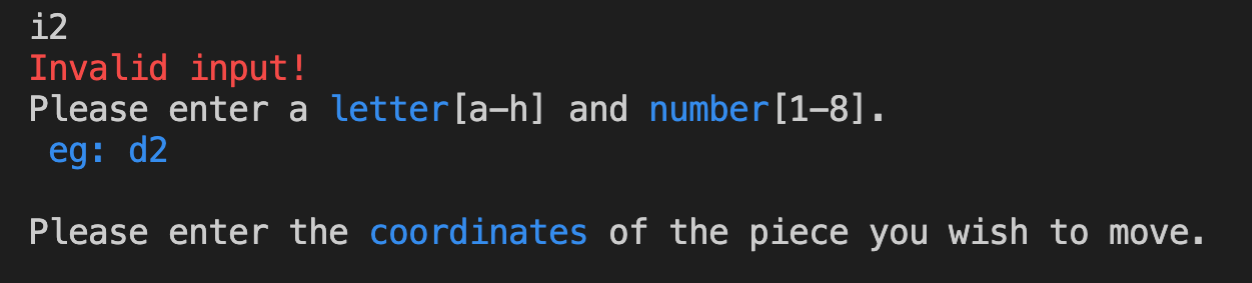 i2
Invalid input!
Please enter a letter[a-h] and number[1-8].
eg: d2
Please enter the coordinates of the piece you wish to move.